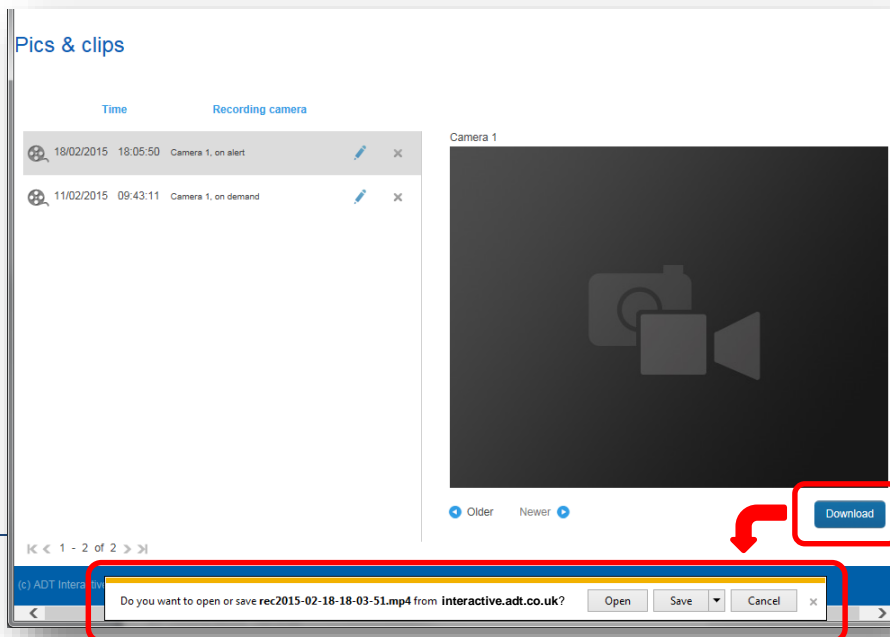 Pics & clips
Time Recording camera
18/02/2015 18:05:50 Camera 1, on alert
11/02/2015 09:43:11 Camera 1, on demand
Camera 1
Older Newer
Download
1 - 2 of 2
(c) ADT Interactive
Do you want to open or save rec2015-02-18-18-03-51.mp4 from interactive.adt.co.uk? Open Save Cancel